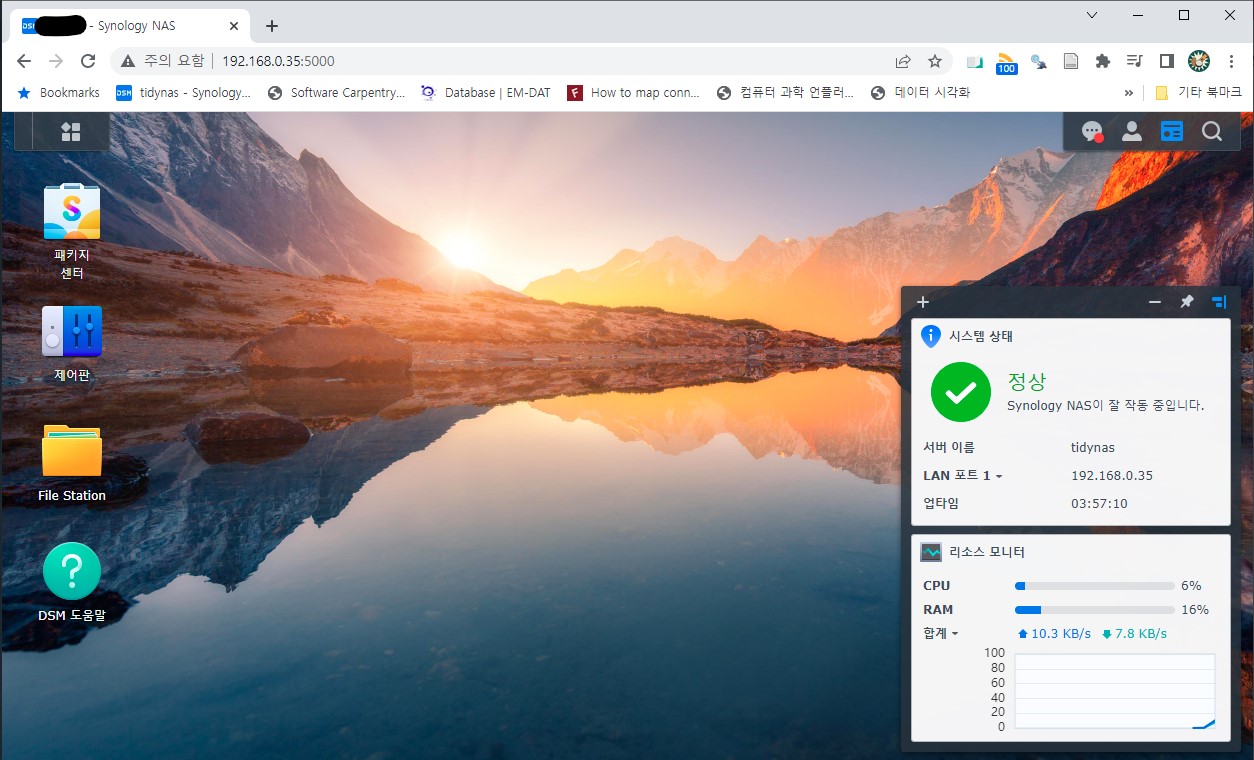 DSM - Synology NAS
주의 요함 192.168.0.35:5000
100
Bookmarks DSM tidynas - Synology... Software Carpentry... Database | EM-DAT F How to map conn... 컴퓨터 과학 언플러... 데이터 시각화 » 기타 북마크
패키지
센터
제어판
File Station
DSM 도움말
시스템 상태
정상
Synology NAS이 잘 작동 중입니다.
서버 이름 tidynas
LAN 포트 1 192.168.0.35
업타임 03:57:10
리소스 모니터
CPU 6%
RAM 16%
합계 10.3 KB/s 7.8 KB/s
100
80
60
40
20
0